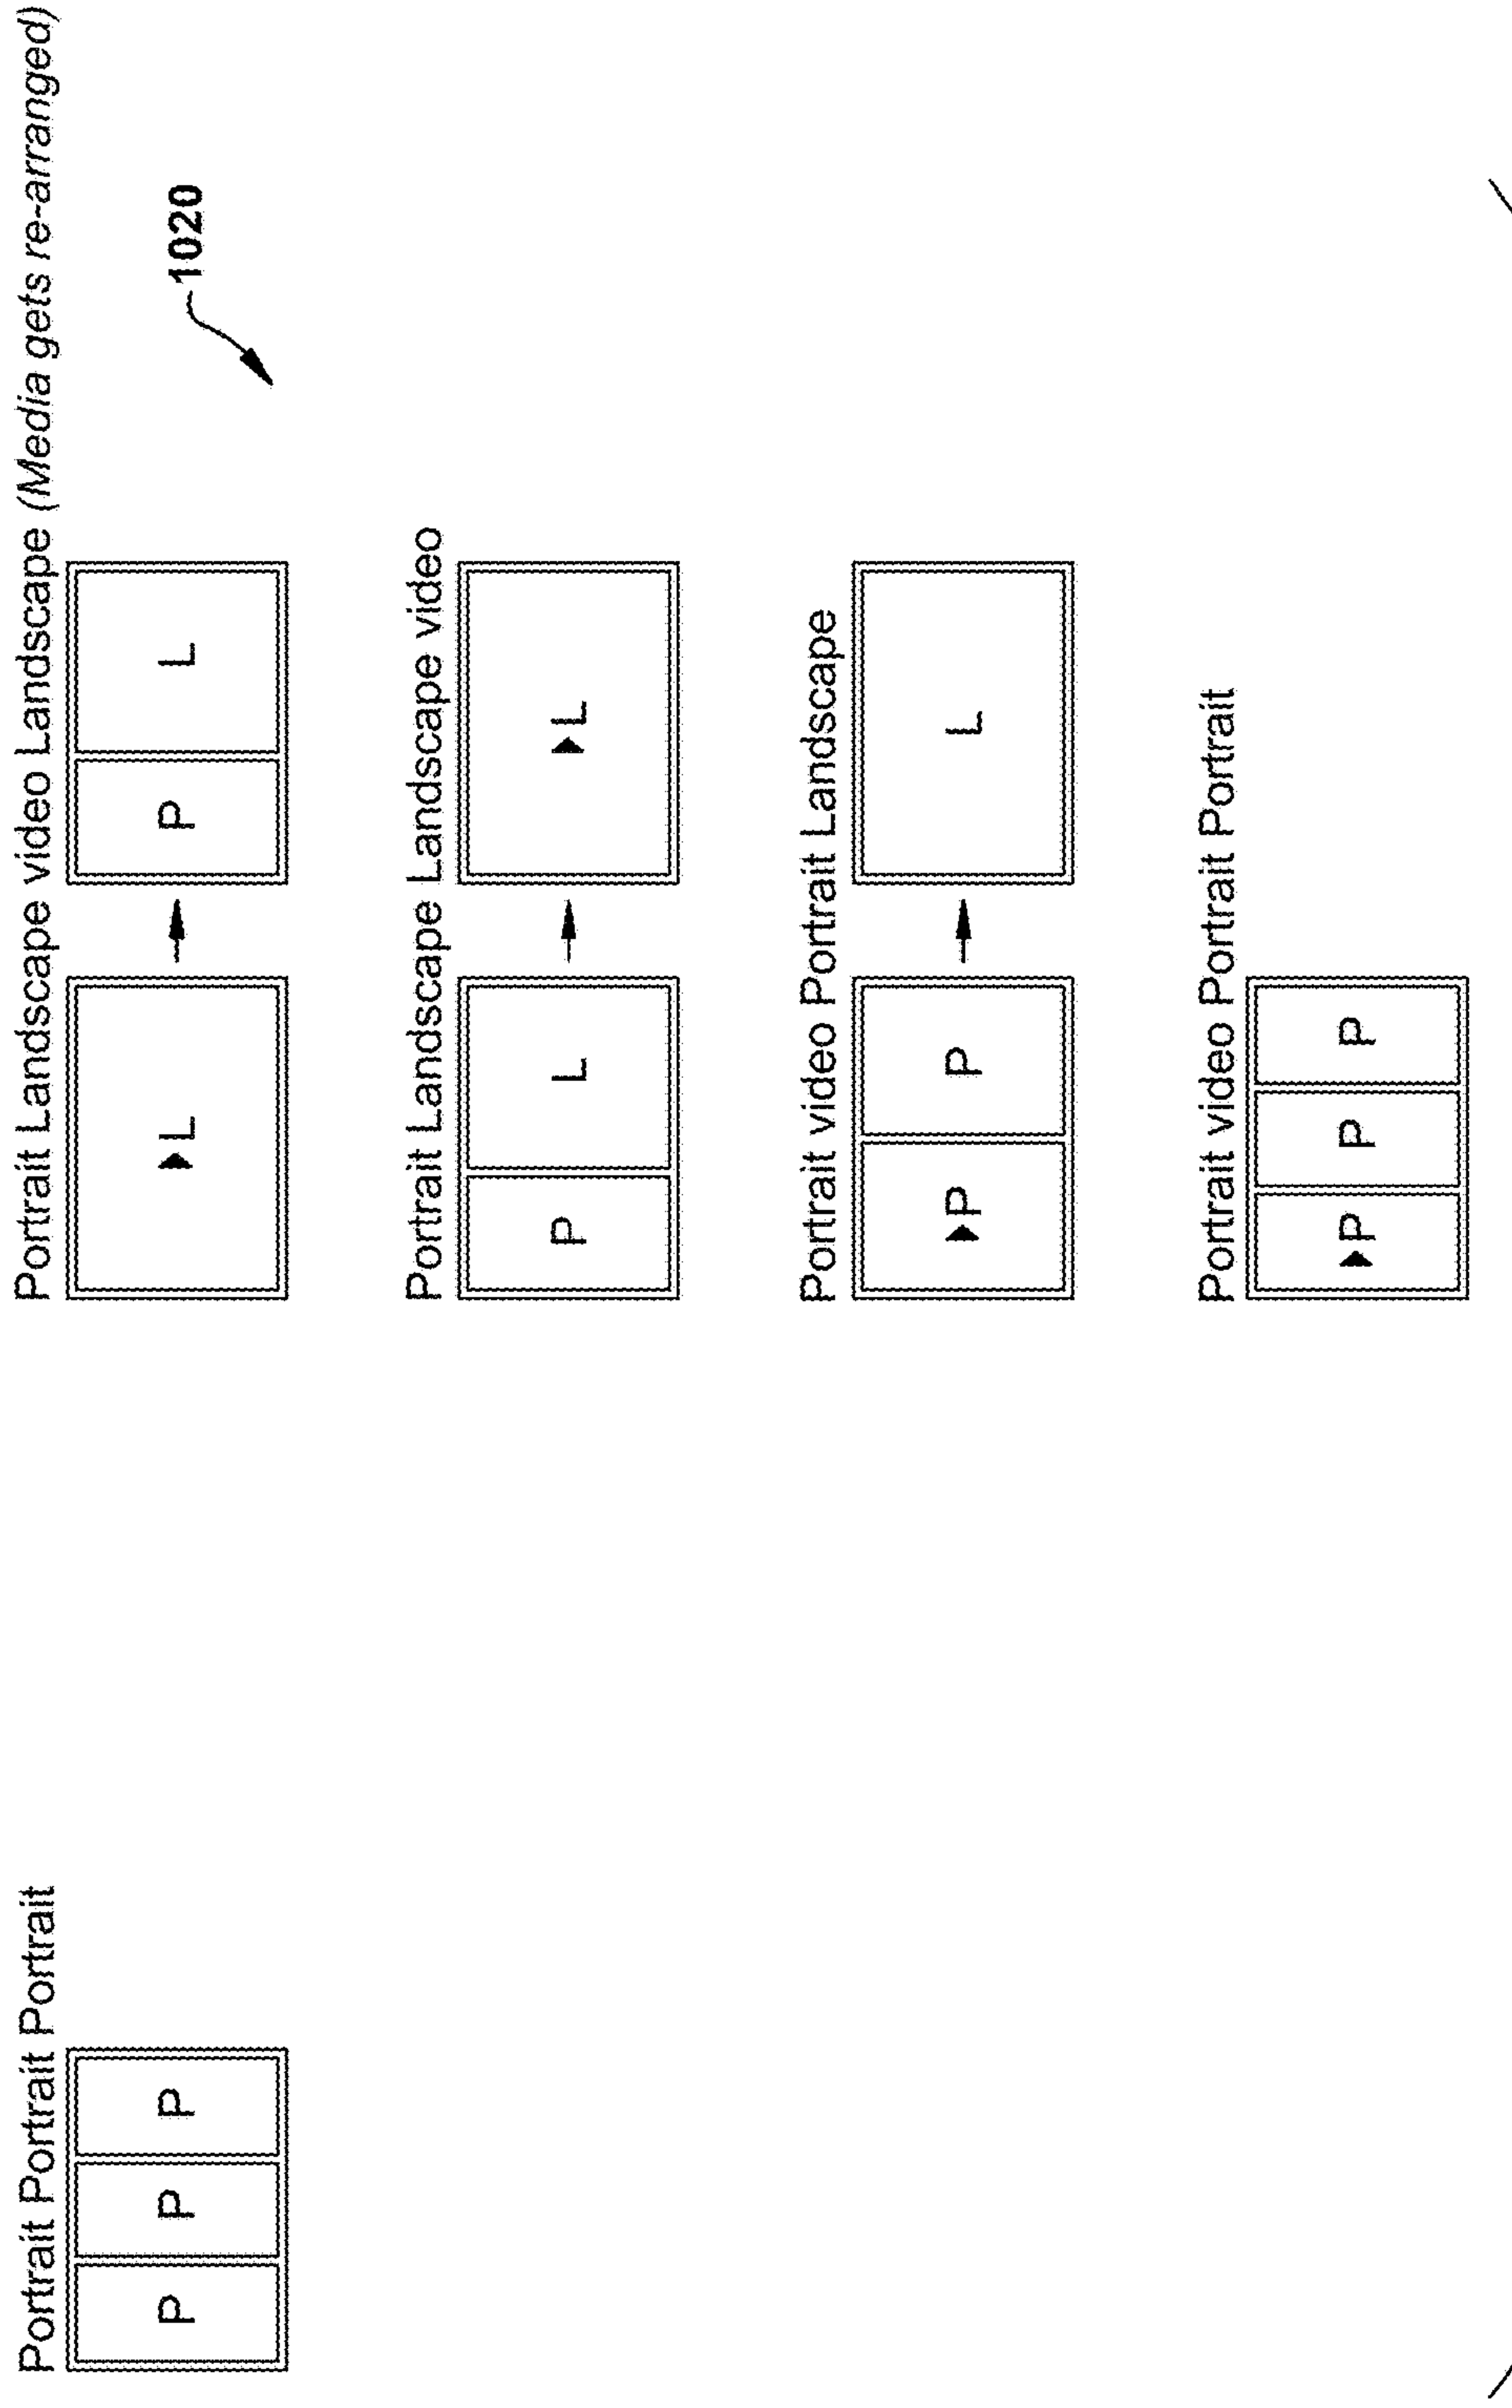 Portrait Portrait Portrait
P P P
Portrait Landscape video Landscape (Media gets re-arranged)
▶L P L
1020
Portrait Landscape Landscape video
P L ▶L
Portrait video Portrait Landscape
▶P P L
Portrait video Portrait Portrait
▶P P P